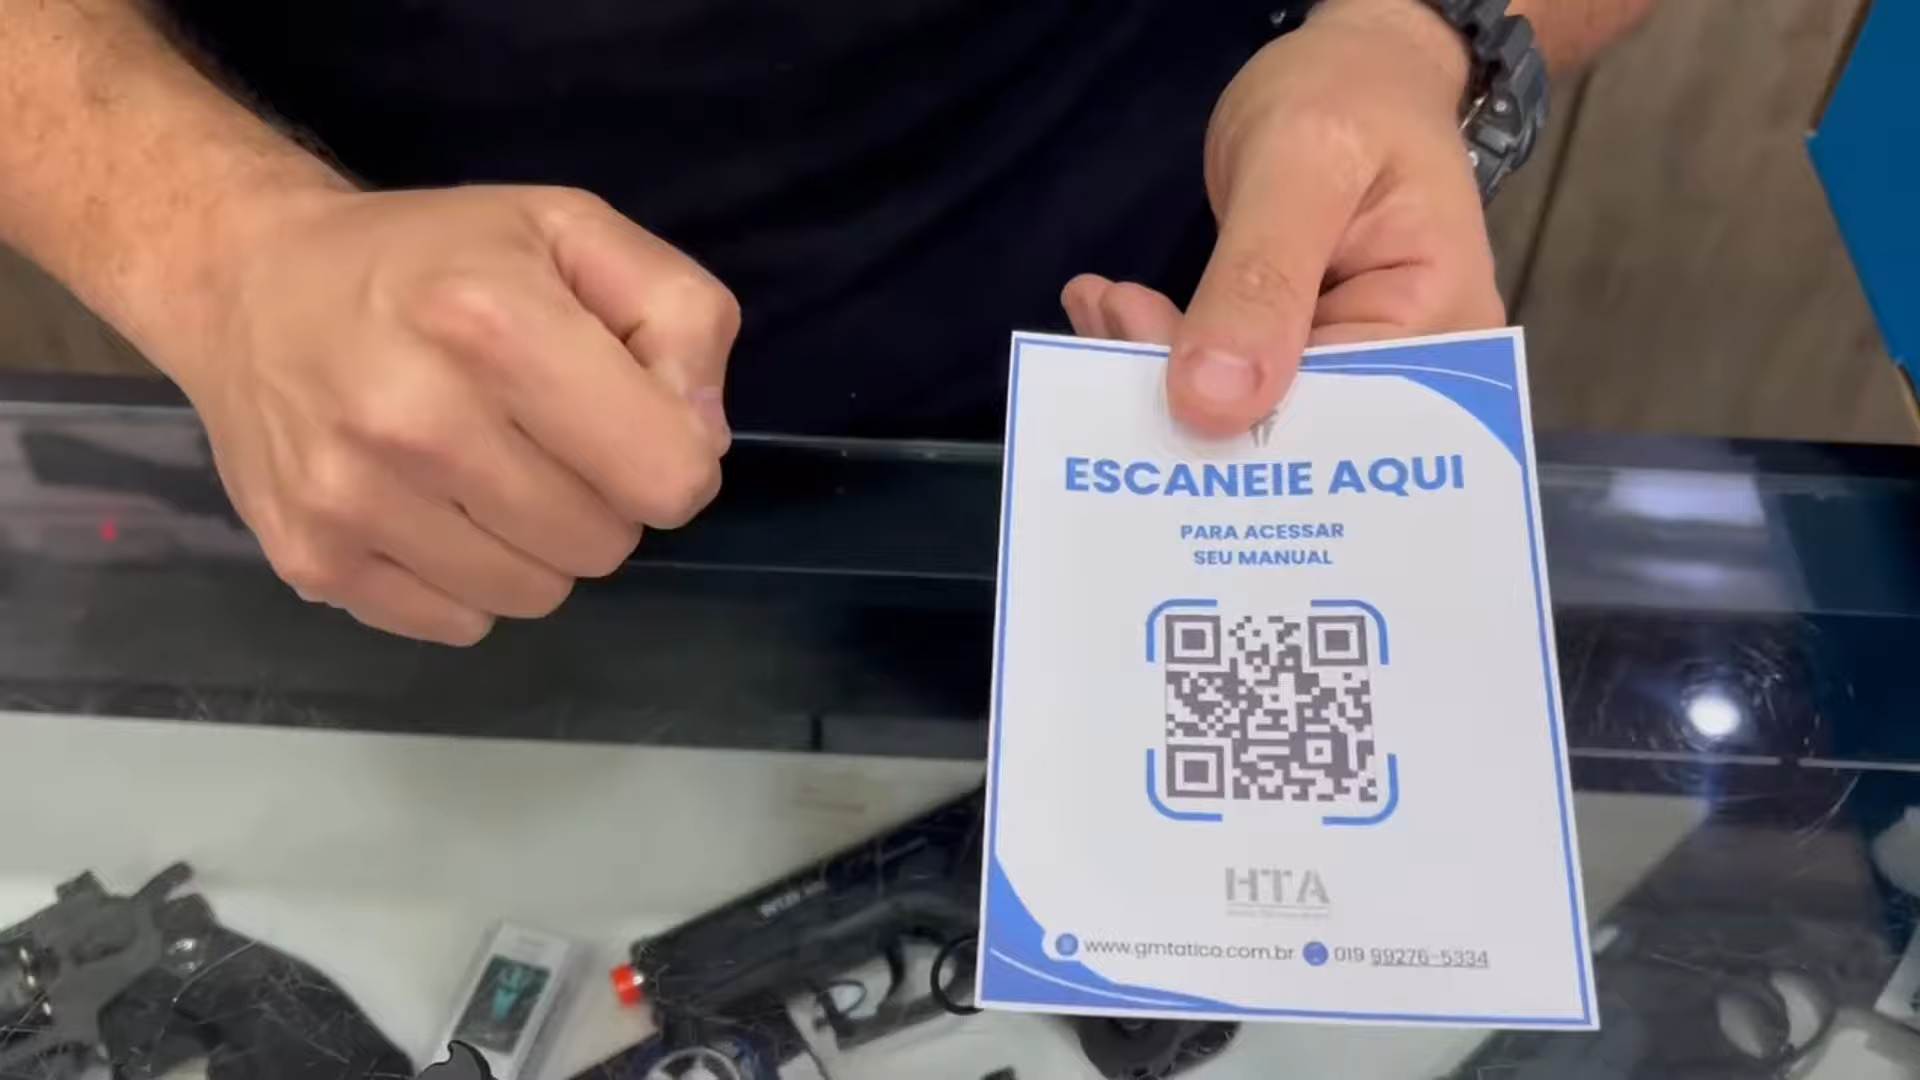 ESCANEIE AQUI
PARA ACESSAR
SEU MANUAL
HTA
www.gmtatico.com.br 019 99276-5334